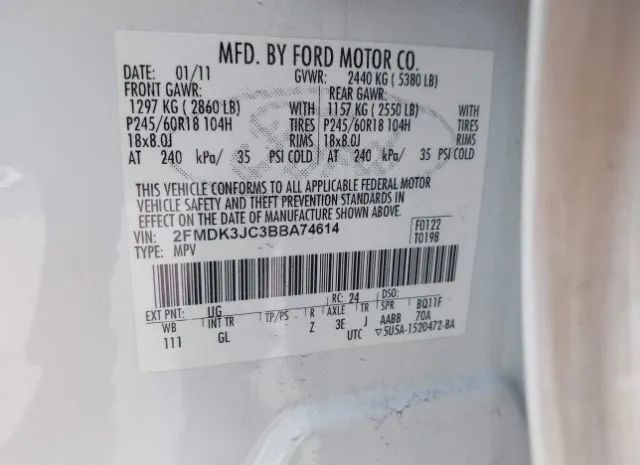 MFD. BY FORD MOTOR CO.
DATE: 01/11 GVWR: 2440 KG ( 5380 LB)
FRONT GAWR: REAR GAWR:
1297 KG ( 2860 LB) WITH 1157 KG ( 2550 LB) WITH
P245/60R18 104H TIRES P245/60R18 104H TIRES
18x8.0J RIMS 18x8.0J RIMS
AT 240 kPa/ 35 PSI COLD AT 240 kPa/ 35 PSI COLD
THIS VEHICLE CONFORMS TO ALL APPLICABLE FEDERAL MOTOR
VEHICLE SAFETY AND THEFT PREVENTION STANDARDS IN
EFFECT ON THE DATE OF MANUFACTURE SHOWN ABOVE.
VIN: 2FMDK3JC3BBA74614 F0122
TYPE: MPV T0198
EXT PNT: UG RC: 24 DSO:
WB INT TR TP/PS R AXLE TR SPR BQ11F
111 GL Z 3E J AABB 70A
UTC ▽5U5A-1520472-BA